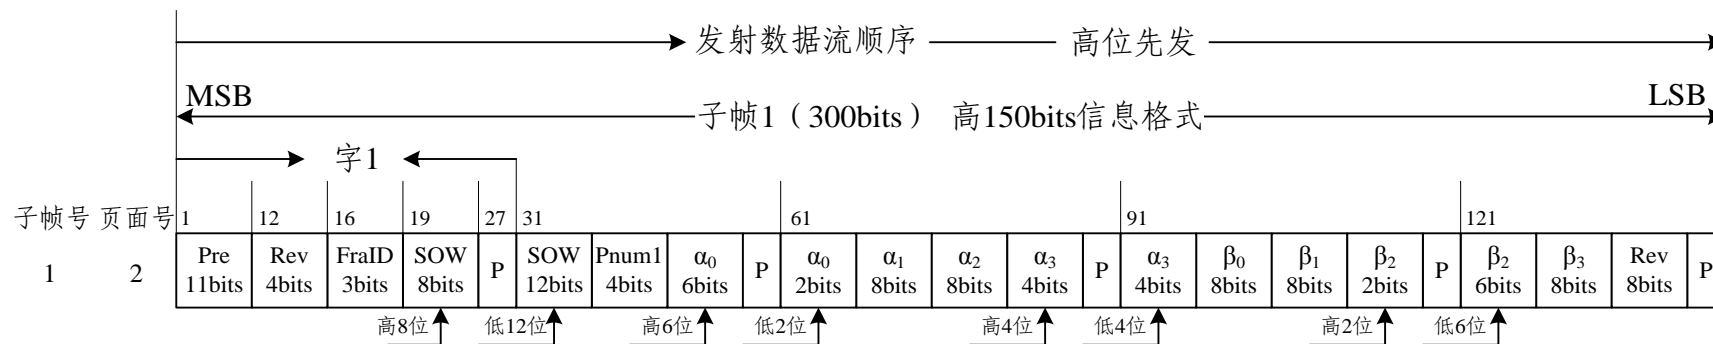 发射数据流顺序 高位先发
MSB LSB
子帧1（300bits） 高150bits信息格式
字1
子帧号 页面号 1 12 16 19 27 31 61 91 121
Pre Rev FraID SOW SOW Pnum1 α0 α0 α1 α2 α3 α3 β0 β1 β2 β2 β3 Rev
1 2 P P P P P
11bits 4bits 3bits 8bits 12bits 4bits 6bits 2bits 8bits 8bits 4bits 4bits 8bits 8bits 2bits 6bits 8bits 8bits
高8位 低12位 高6位 低2位 高4位 低4位 高2位 低6位